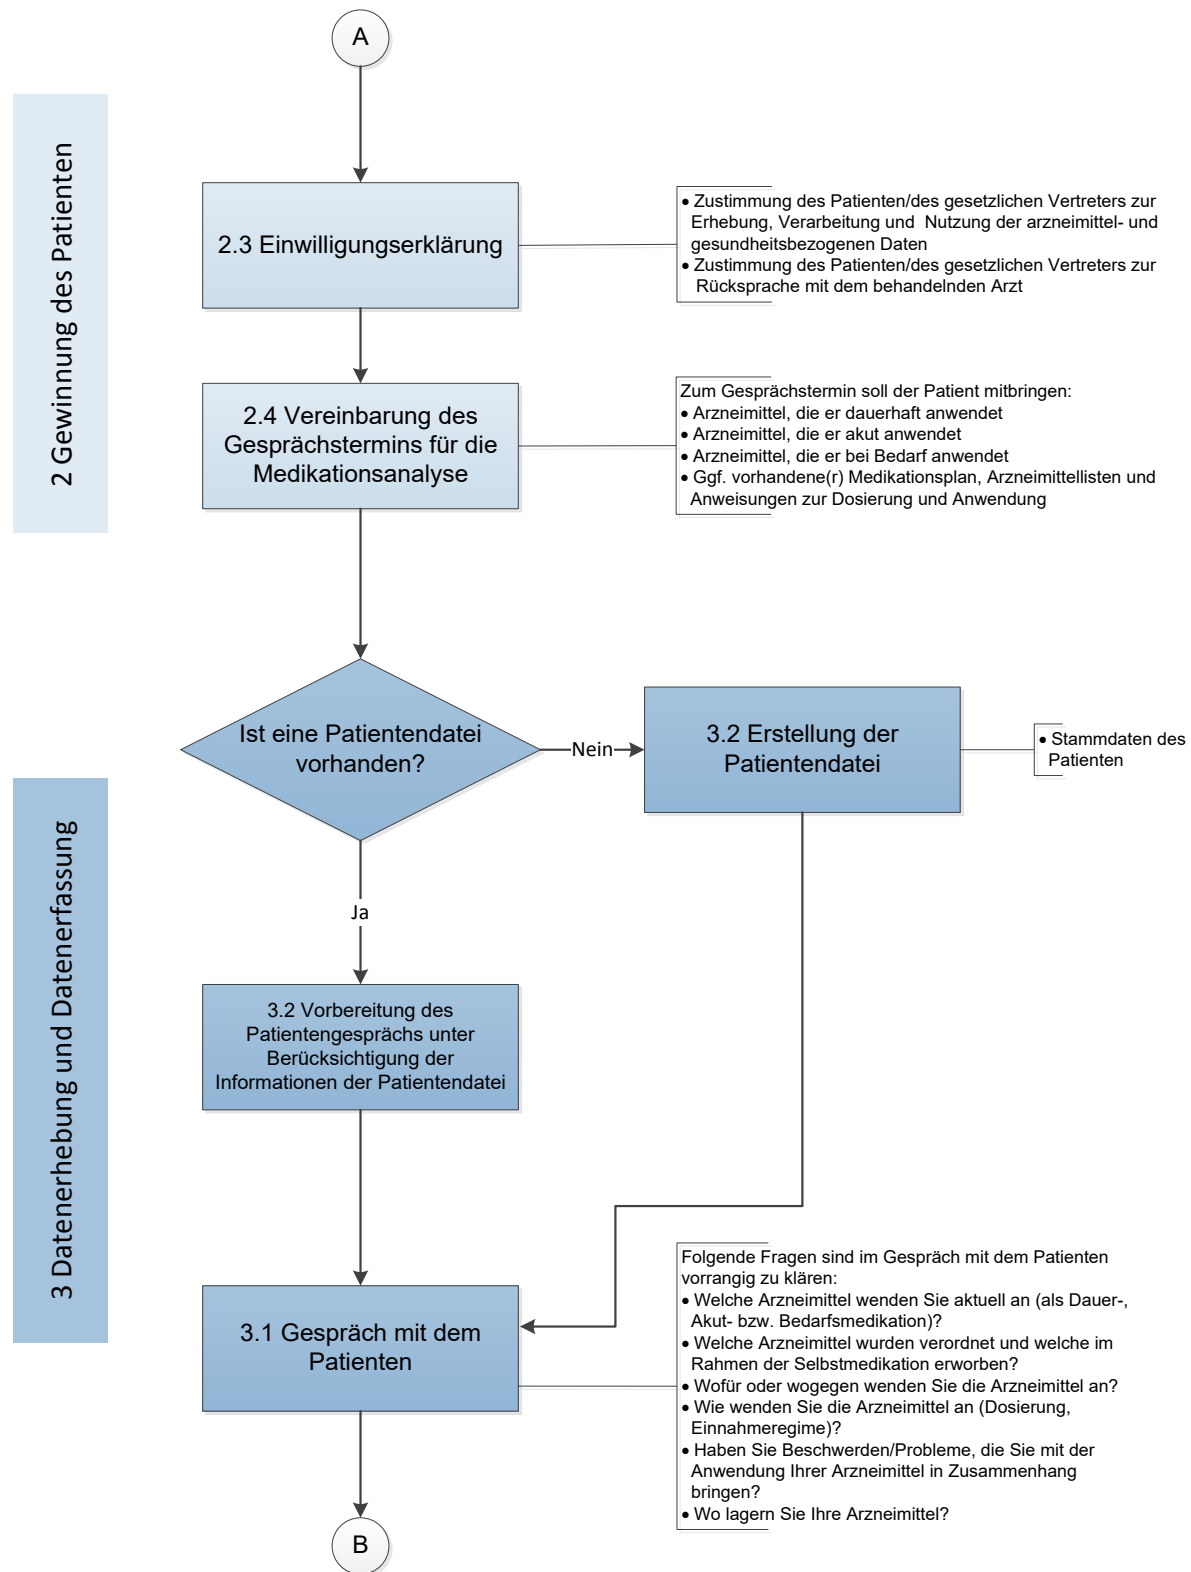 A
2 Gewinnung des Patienten
2.3 Einwilligungserklärung
• Zustimmung des Patienten/des gesetzlichen Vertreters zur
Erhebung, Verarbeitung und Nutzung der arzneimittel- und
gesundheitsbezogenen Daten
• Zustimmung des Patienten/des gesetzlichen Vertreters zur
Rücksprache mit dem behandelnden Arzt
2.4 Vereinbarung des
Gesprächstermins für die
Medikationsanalyse
Zum Gesprächstermin soll der Patient mitbringen:
• Arzneimittel, die er dauerhaft anwendet
• Arzneimittel, die er akut anwendet
• Arzneimittel, die er bei Bedarf anwendet
• Ggf. vorhandene(r) Medikationsplan, Arzneimittellisten und
Anweisungen zur Dosierung und Anwendung
3 Datenerhebung und Datenerfassung
Ist eine Patientendatei
vorhanden?
Nein
3.2 Erstellung der
Patientendatei
• Stammdaten des
Patienten
Ja
3.2 Vorbereitung des
Patientengesprächs unter
Berücksichtigung der
Informationen der Patientendatei
3.1 Gespräch mit dem
Patienten
Folgende Fragen sind im Gespräch mit dem Patienten
vorrangig zu klären:
• Welche Arzneimittel wenden Sie aktuell an (als Dauer-,
Akut- bzw. Bedarfsmedikation)?
• Welche Arzneimittel wurden verordnet und welche im
Rahmen der Selbstmedikation erworben?
• Wofür oder wogegen wenden Sie die Arzneimittel an?
• Wie wenden Sie die Arzneimittel an (Dosierung,
Einnahmeregime)?
• Haben Sie Beschwerden/Probleme, die Sie mit der
Anwendung Ihrer Arzneimittel in Zusammenhang
bringen?
• Wo lagern Sie Ihre Arzneimittel?
B